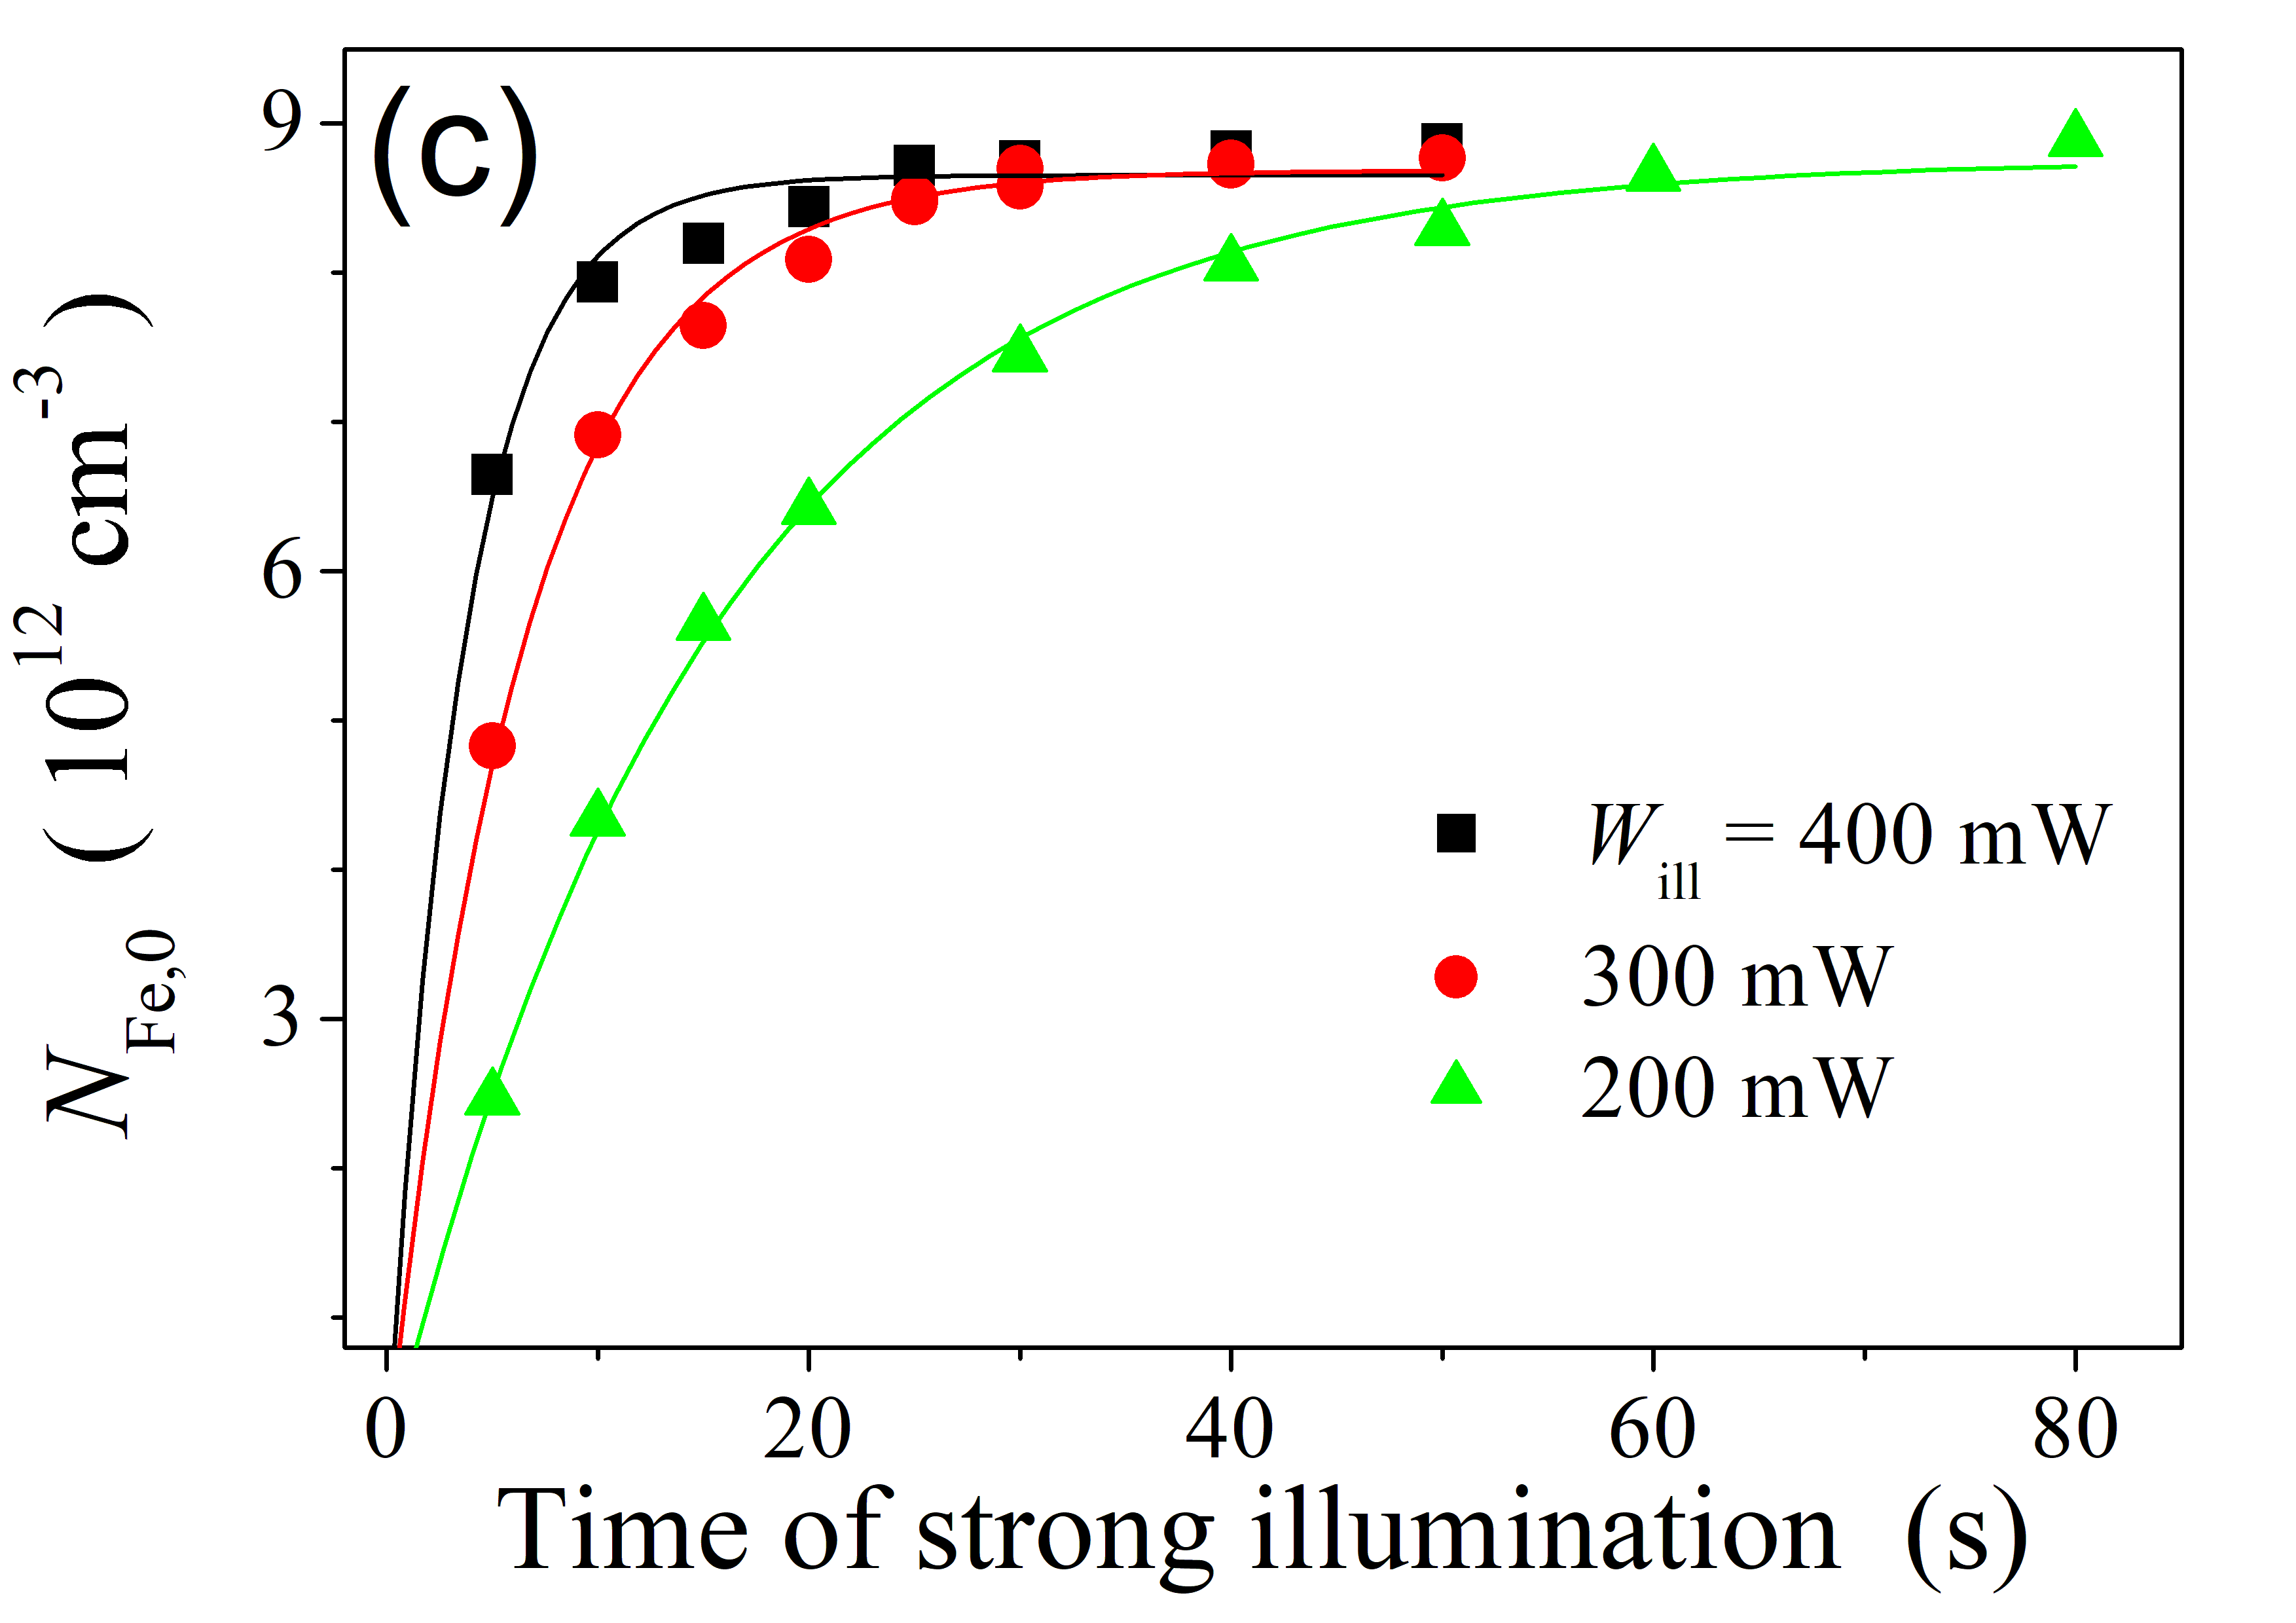 (c)
9
6
3
N_Fe,0 ( 10^12 cm^-3 )
W_ill = 400 mW
300 mW
200 mW
0 20 40 60 80
Time of strong illumination (s)